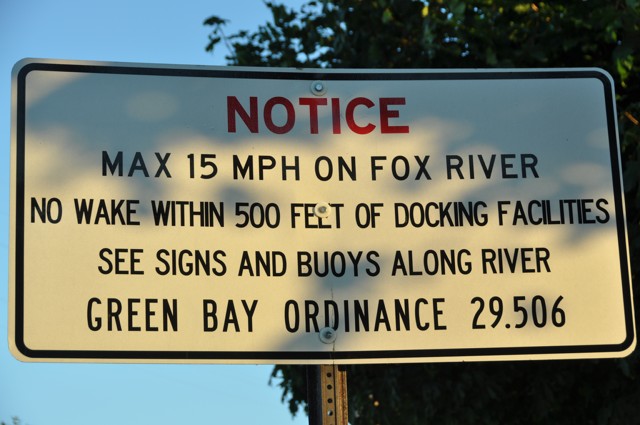 NOTICE
MAX 15 MPH ON FOX RIVER
NO WAKE WITHIN 500 FEET OF DOCKING FACILITIES
SEE SIGNS AND BUOYS ALONG RIVER
GREEN BAY ORDINANCE 29.506